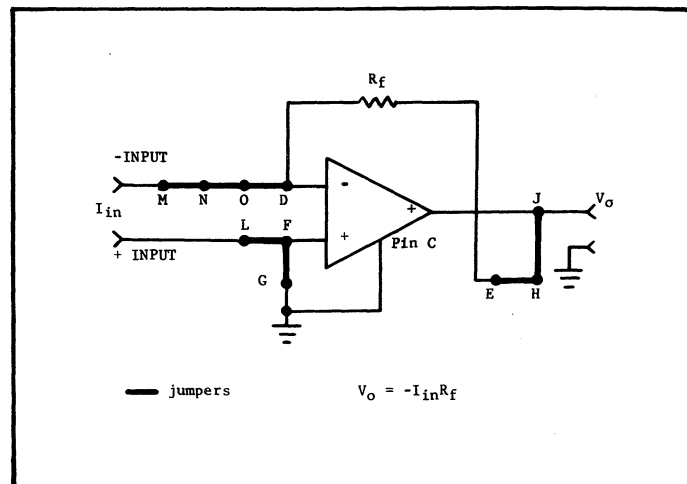 Rf
-INPUT
M N O D
-
Iin
L F
+ INPUT
+
+
Pin C
J
Vo
G
E H
jumpers
Vo = -IinRf